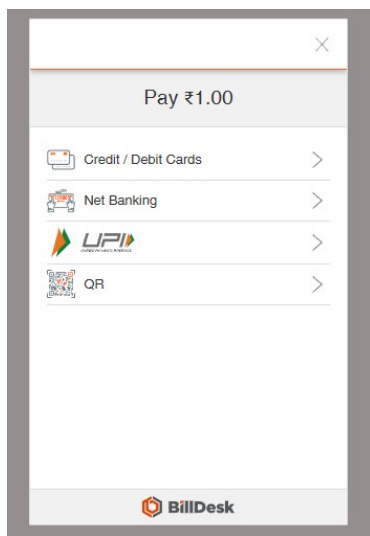 Pay ₹1.00
Credit / Debit Cards
Net Banking
UPI
QR
BillDesk